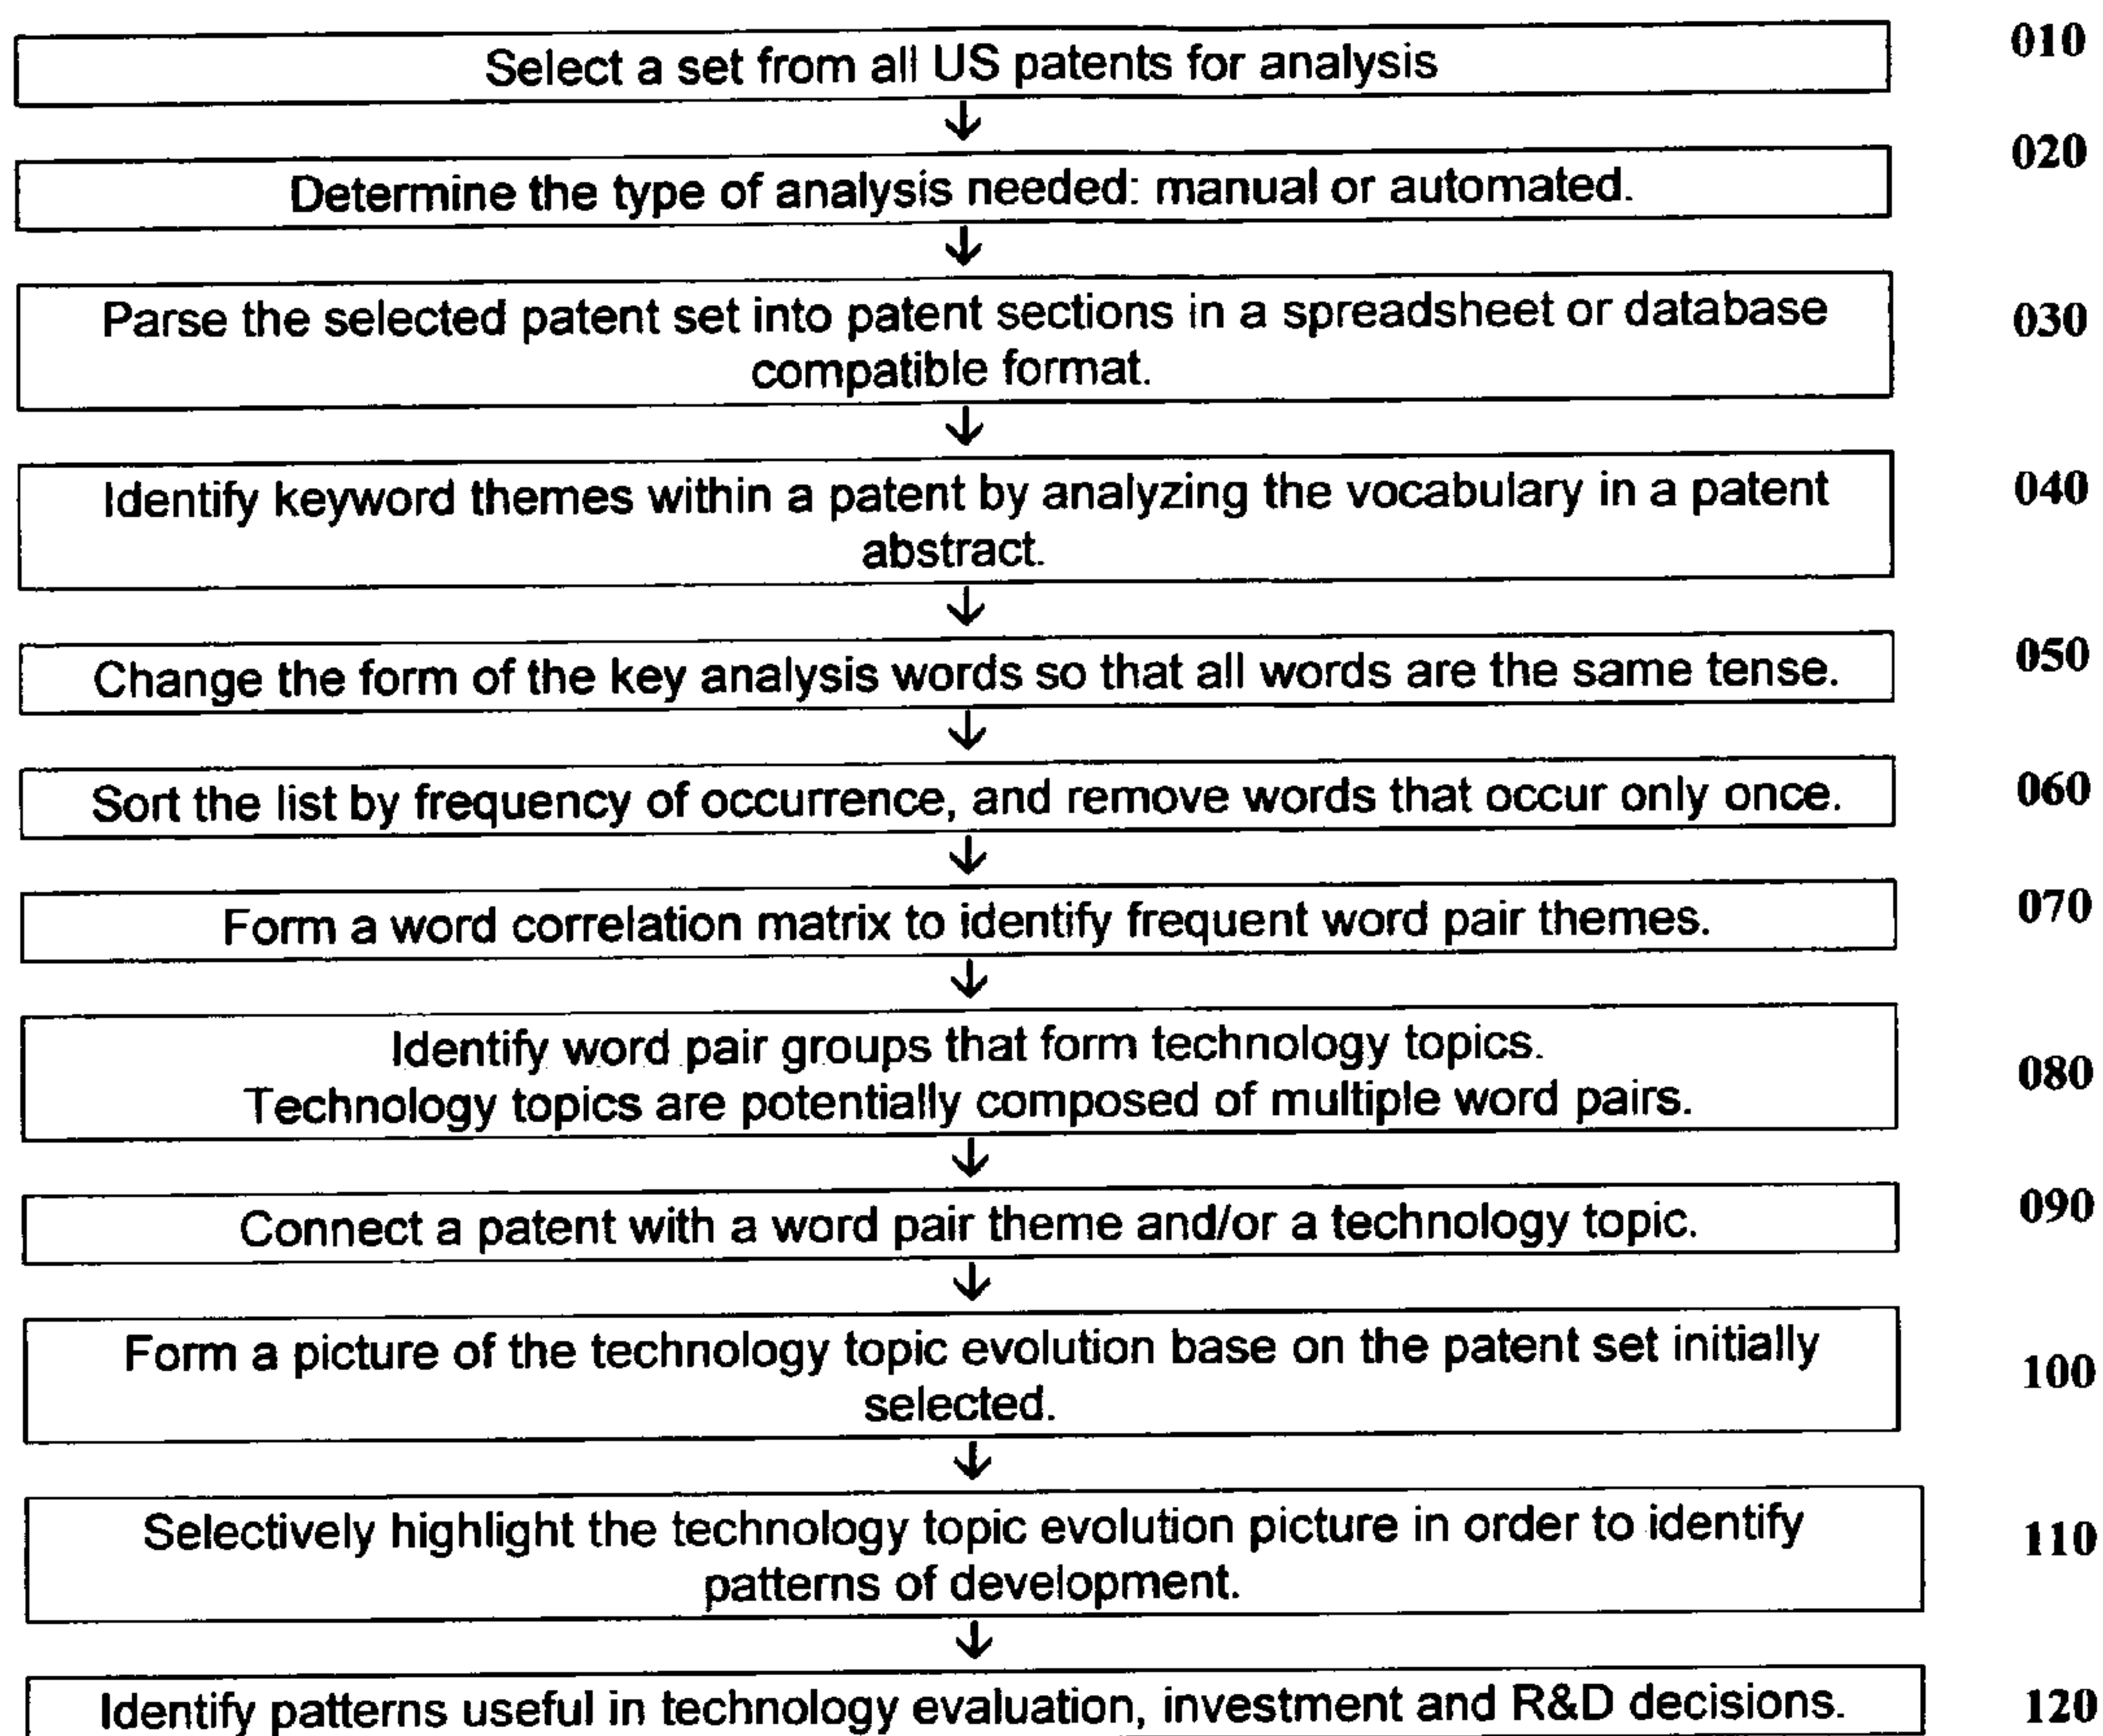 Select a set from all US patents for analysis 010
Determine the type of analysis needed: manual or automated. 020
Parse the selected patent set into patent sections in a spreadsheet or database 030
compatible format.
Identify keyword themes within a patent by analyzing the vocabulary in a patent 040
abstract.
Change the form of the key analysis words so that all words are the same tense. 050
Sort the list by frequency of occurrence, and remove words that occur only once. 060
Form a word correlation matrix to identify frequent word pair themes. 070
Identify word pair groups that form technology topics.
Technology topics are potentially composed of multiple word pairs. 080
Connect a patent with a word pair theme and/or a technology topic. 090
Form a picture of the technology topic evolution base on the patent set initially 100
selected.
Selectively highlight the technology topic evolution picture in order to identify 110
patterns of development.
Identify patterns useful in technology evaluation, investment and R&D decisions. 120